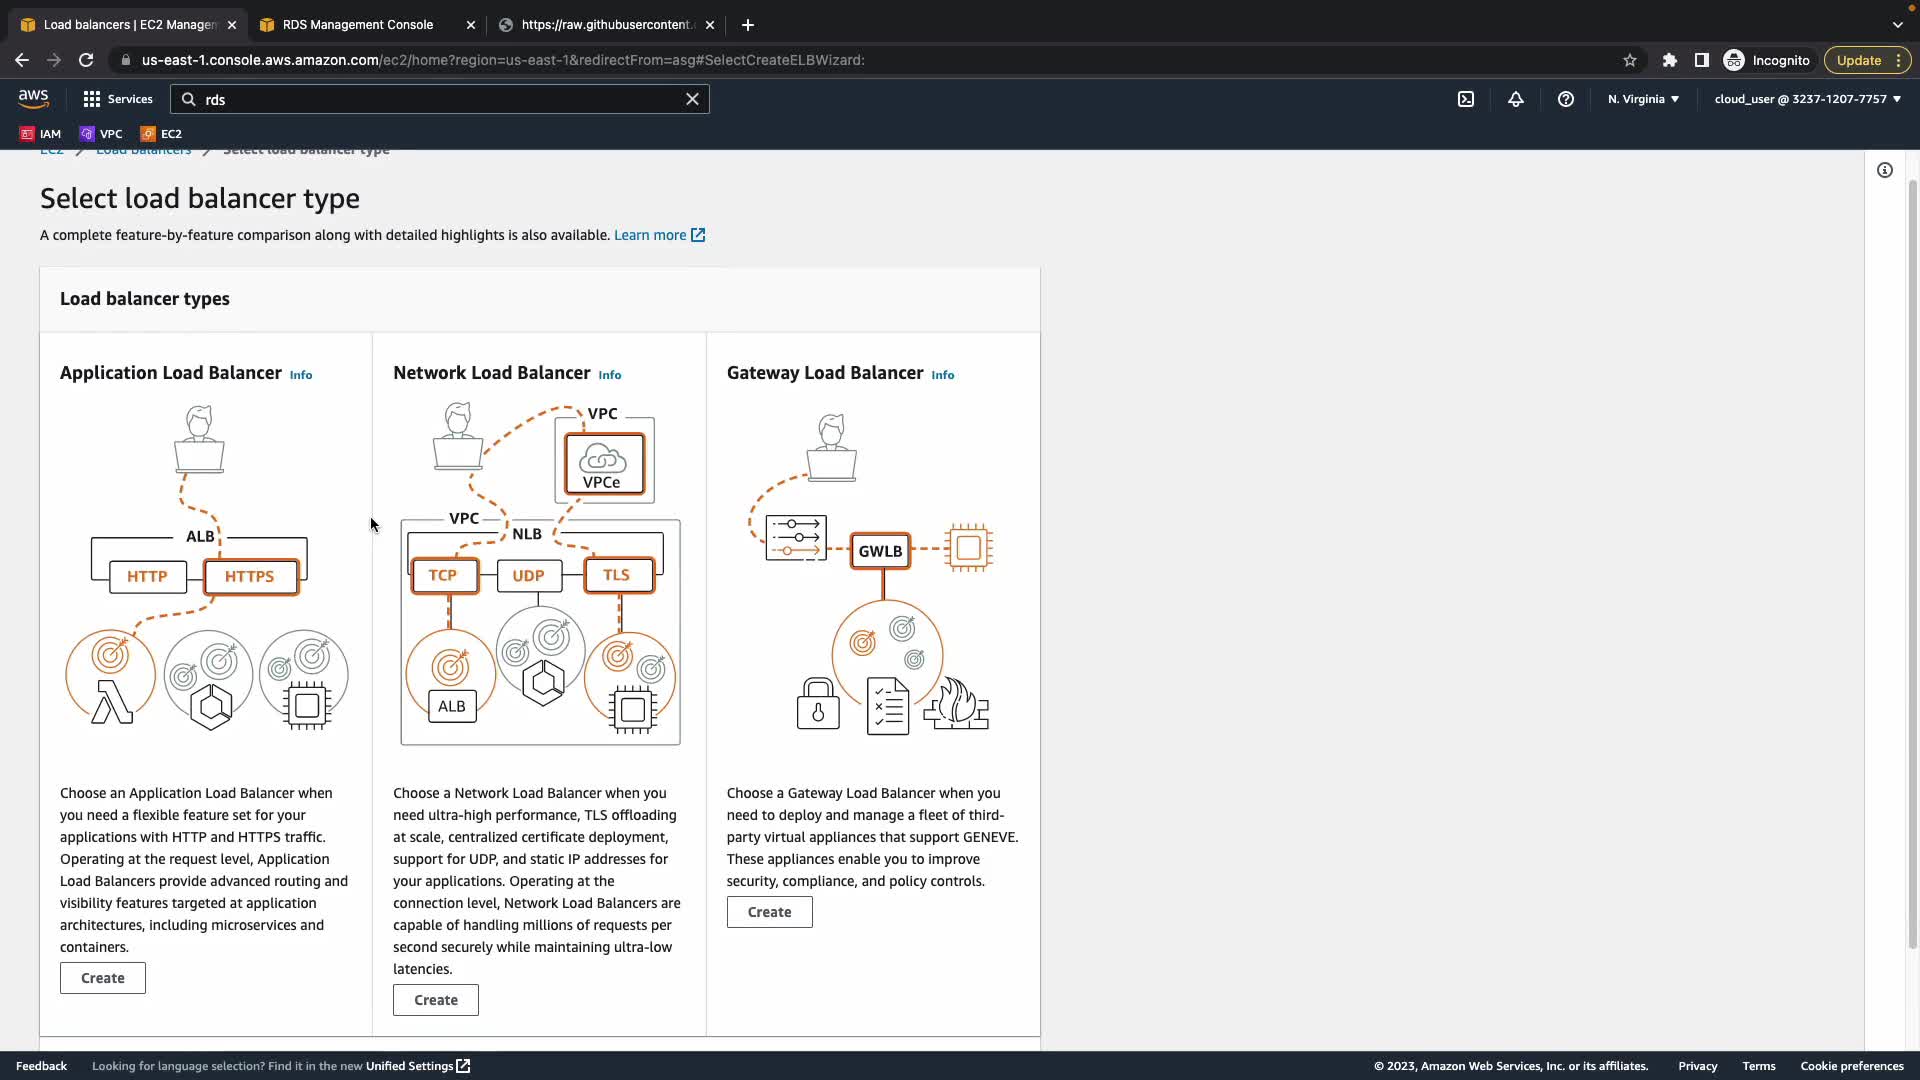 Load balancers | EC2 Managem
RDS Management Console
https://raw.githubusercontent.
us-east-1.console.aws.amazon.com/ec2/home?region=us-east-1&redirectFrom=asg#SelectCreateELBWizard:
Incognito
Update
aws
Services
rds
N. Virginia
cloud_user @ 3237-1207-7757
IAM
VPC
EC2
EC2
Load balancers
Select load balancer type
Select load balancer type
A complete feature-by-feature comparison along with detailed highlights is also available. Learn more
Load balancer types
Application Load Balancer Info
ALB
HTTP
HTTPS
Choose an Application Load Balancer when
you need a flexible feature set for your
applications with HTTP and HTTPS traffic.
Operating at the request level, Application
Load Balancers provide advanced routing and
visibility features targeted at application
architectures, including microservices and
containers.
Create
Network Load Balancer Info
VPC
VPCe
VPC
NLB
TCP
UDP
TLS
ALB
Choose a Network Load Balancer when you
need ultra-high performance, TLS offloading
at scale, centralized certificate deployment,
support for UDP, and static IP addresses for
your applications. Operating at the
connection level, Network Load Balancers are
capable of handling millions of requests per
second securely while maintaining ultra-low
latencies.
Create
Gateway Load Balancer Info
GWLB
Choose a Gateway Load Balancer when you
need to deploy and manage a fleet of third-
party virtual appliances that support GENEVE.
These appliances enable you to improve
security, compliance, and policy controls.
Create
Feedback
Looking for language selection? Find it in the new Unified Settings
© 2023, Amazon Web Services, Inc. or its affiliates.
Privacy
Terms
Cookie preferences